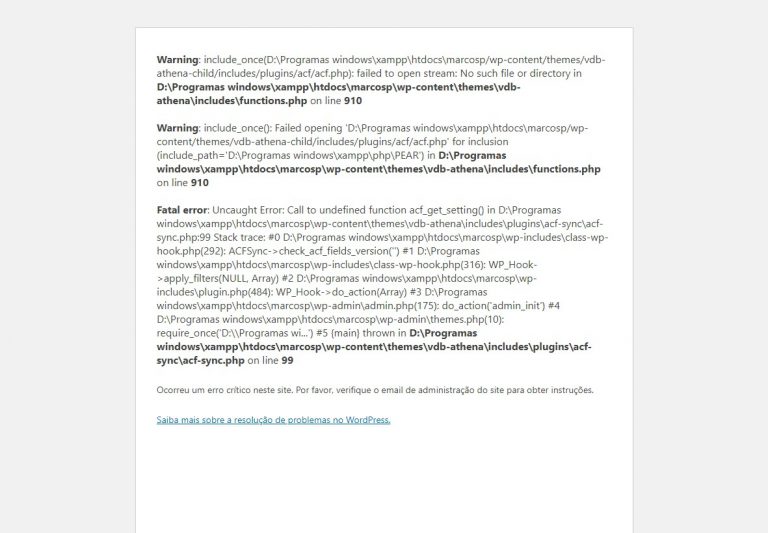 Warning: include_once(D:\Programas windows\xampp\htdocs\marcosp/wp-content/themes/vdb-
athena-child/includes/plugins/acf/acf.php): failed to open stream: No such file or directory in
D:\Programas windows\xampp\htdocs\marcosp\wp-content\themes\vdb-
athena\includes\functions.php on line 910
Warning: include_once(): Failed opening 'D:\Programas windows\xampp\htdocs\marcosp/wp-
content/themes/vdb-athena-child/includes/plugins/acf/acf.php' for inclusion
(include_path='D:\Programas windows\xampp\php\PEAR') in D:\Programas
windows\xampp\htdocs\marcosp\wp-content\themes\vdb-athena\includes\functions.php
on line 910
Fatal error: Uncaught Error: Call to undefined function acf_get_setting() in D:\Programas
windows\xampp\htdocs\marcosp\wp-content\themes\vdb-athena\includes\plugins\acf-sync\acf-
sync.php:99 Stack trace: #0 D:\Programas windows\xampp\htdocs\marcosp\wp-includes\class-wp-
hook.php(292): ACFSync->check_acf_fields_version('') #1 D:\Programas
windows\xampp\htdocs\marcosp\wp-includes\class-wp-hook.php(316): WP_Hook-
>apply_filters(NULL, Array) #2 D:\Programas windows\xampp\htdocs\marcosp\wp-
includes\plugin.php(484): WP_Hook->do_action(Array) #3 D:\Programas
windows\xampp\htdocs\marcosp\wp-admin\admin.php(175): do_action('admin_init') #4
D:\Programas windows\xampp\htdocs\marcosp\wp-admin\themes.php(10):
require_once('D:\\Programas wi...') #5 {main} thrown in D:\Programas
windows\xampp\htdocs\marcosp\wp-content\themes\vdb-athena\includes\plugins\acf-
sync\acf-sync.php on line 99
Ocorreu um erro crítico neste site. Por favor, verifique o email de administração do site para obter instruções.
Saiba mais sobre a resolução de problemas no WordPress.